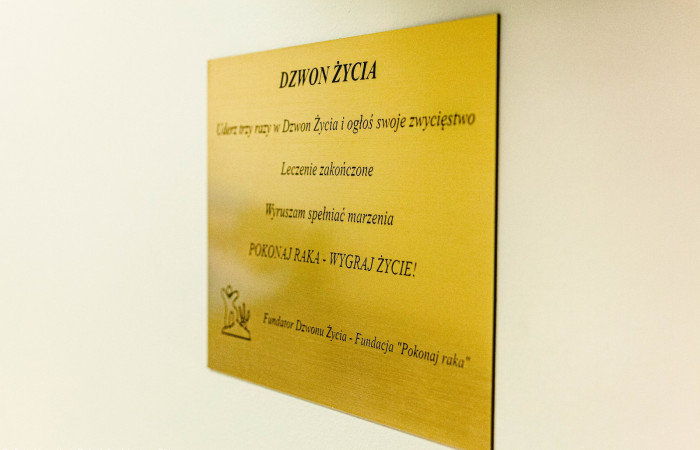 DZWON ŻYCIA
Uderz trzy razy w Dzwon Życia i ogłoś swoje zwycięstwo
Leczenie zakończone
Wyruszam spełniać marzenia
POKONAJ RAKA - WYGRAJ ŻYCIE!
Fundator Dzwonu Życia - Fundacja "Pokonaj raka"